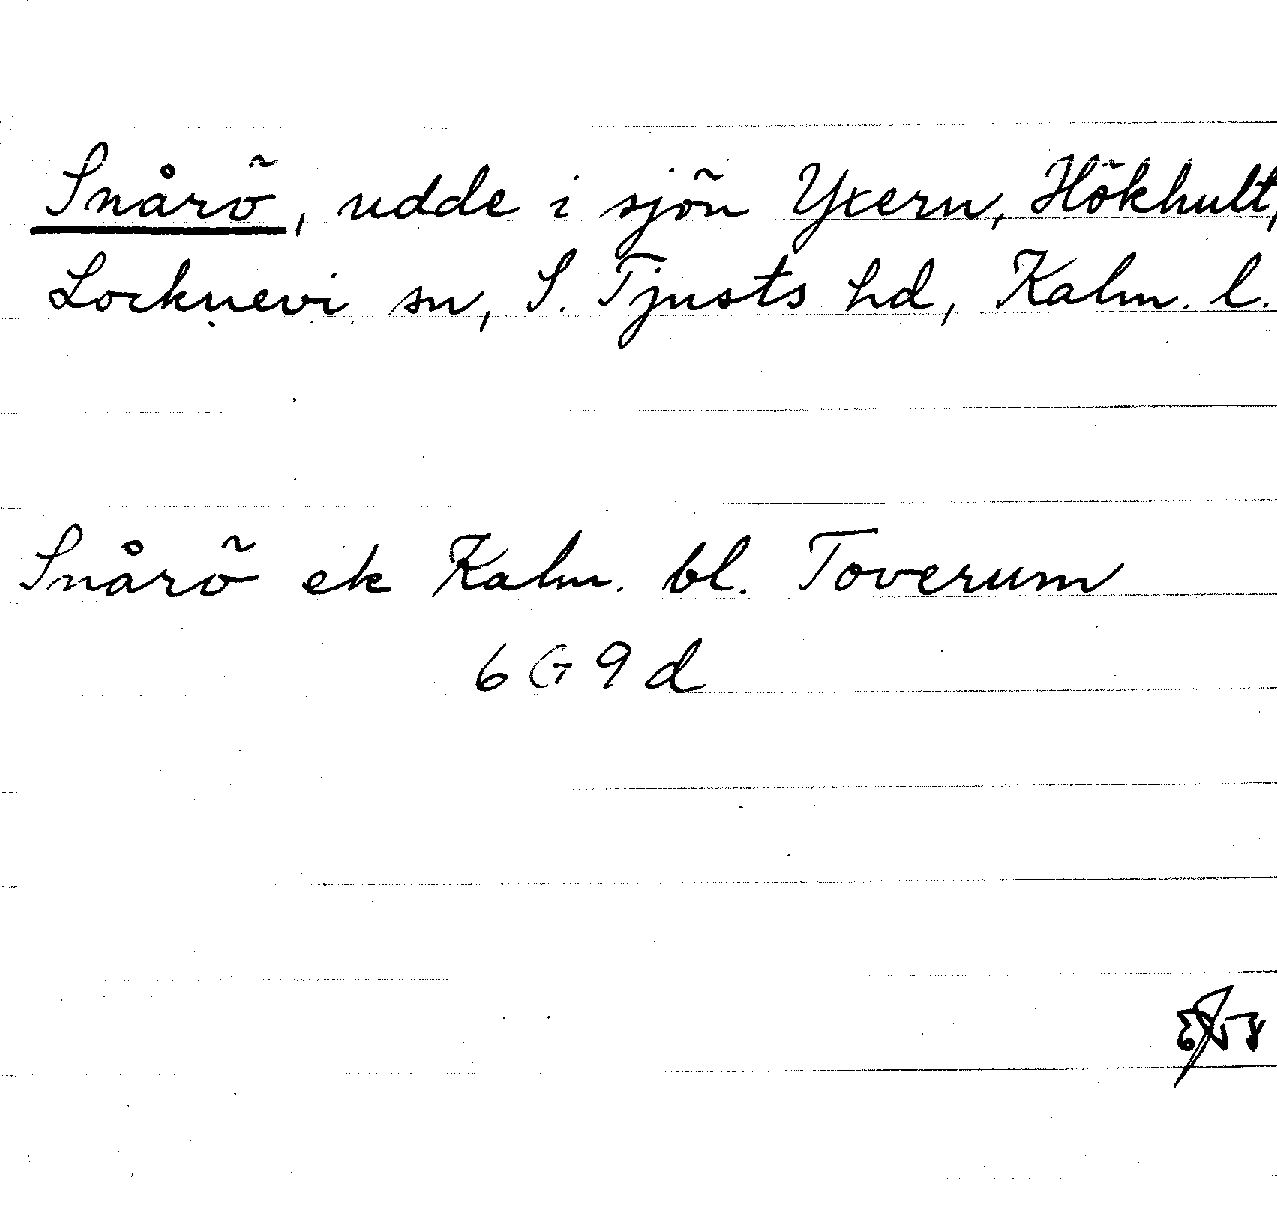 Snårö, udde i sjön Yxern, Hökhult,
Locknevi sn, S. Tjusts hd, Kalm. l.
Snårö ek Kalm. bl. Toverum
6G9d